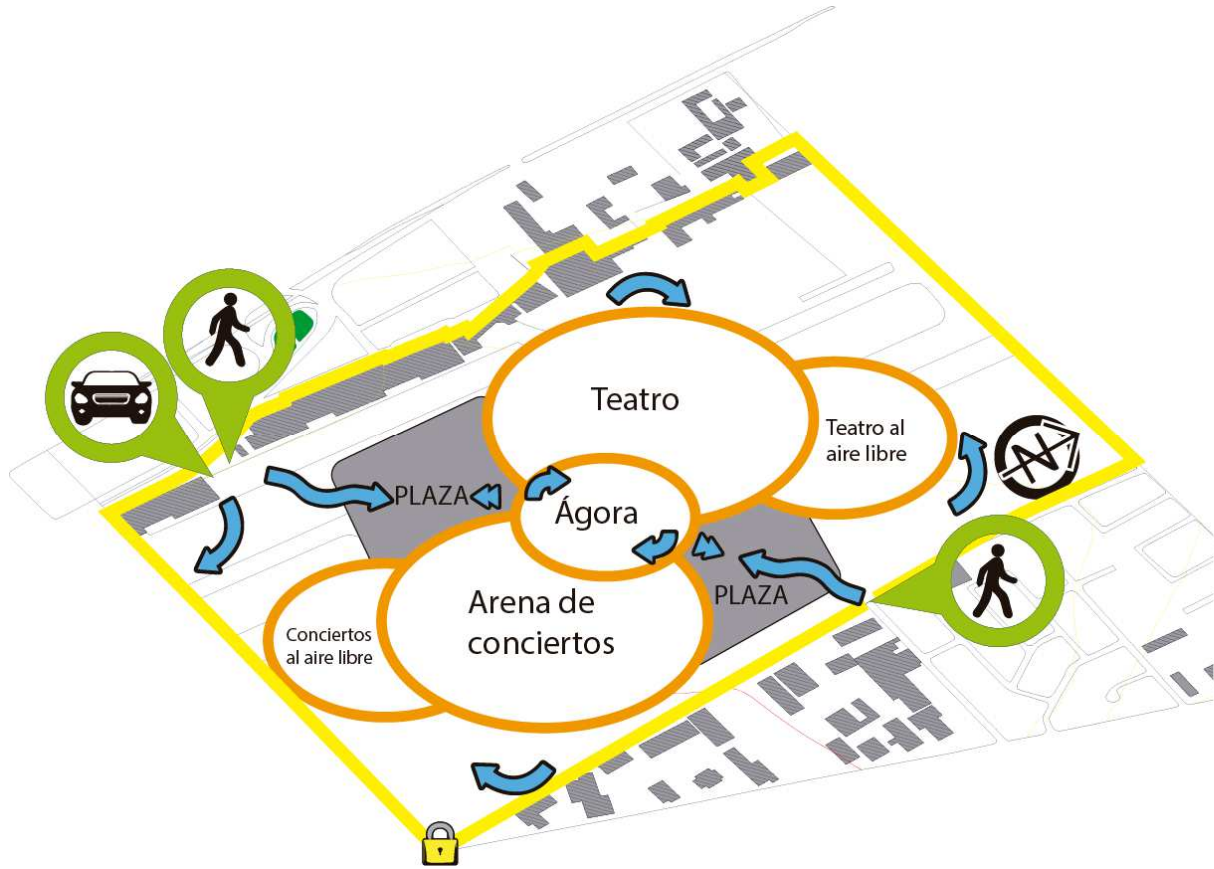 Teatro
Teatro al
aire libre
PLAZA
Ágora
PLAZA
Arena de
conciertos
Conciertos
al aire libre
N